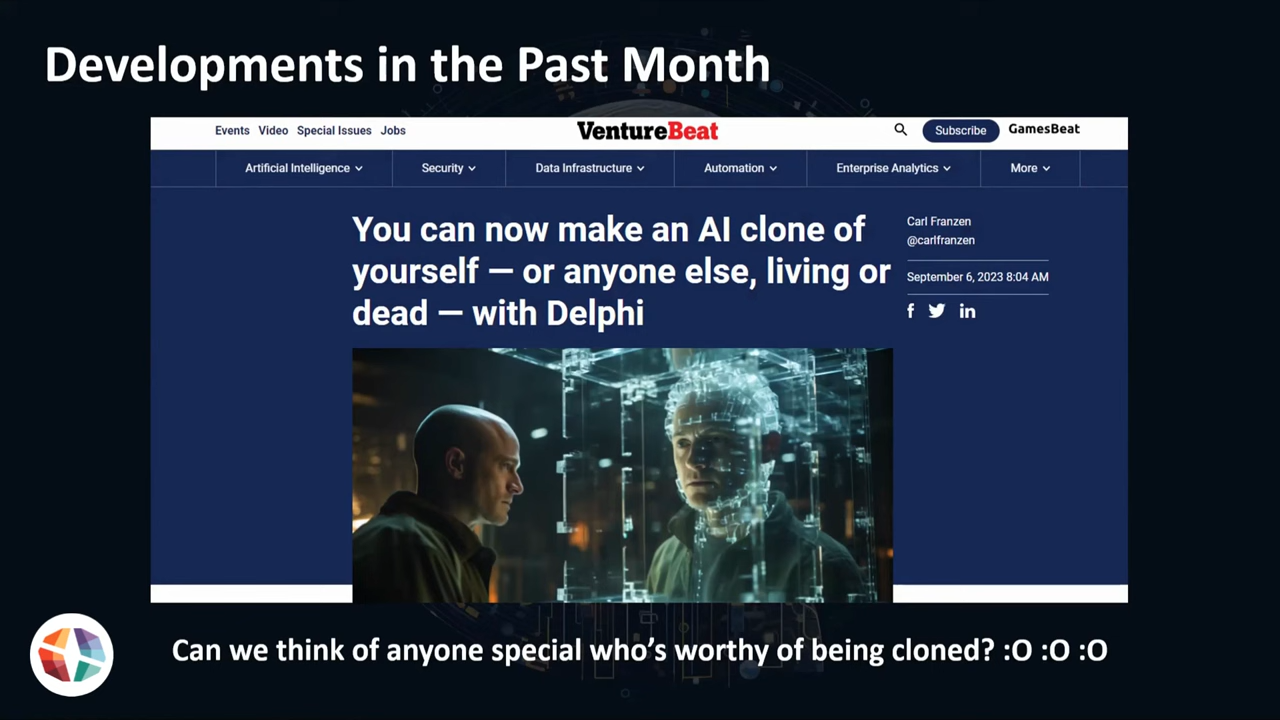 Developments in the Past Month
Events Video Special Issues Jobs
VentureBeat
Subscribe
GamesBeat
Artificial Intelligence
Security
Data Infrastructure
Automation
Enterprise Analytics
More
You can now make an AI clone of
yourself — or anyone else, living or
dead — with Delphi
Carl Franzen
@carlfranzen
September 6, 2023 8:04 AM
Can we think of anyone special who's worthy of being cloned? :O :O :O